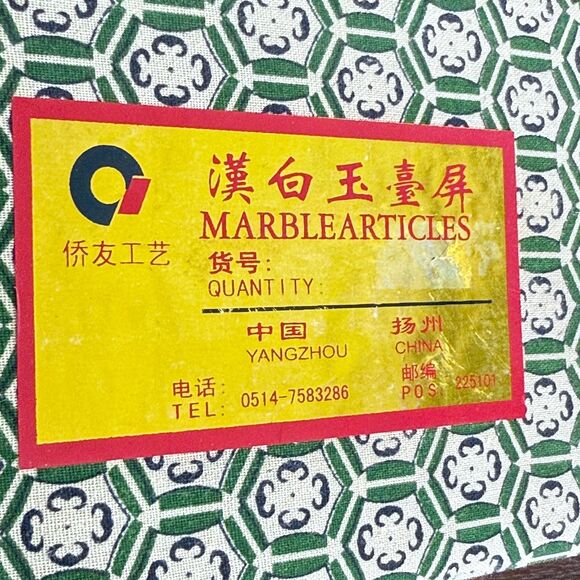 漢白玉臺屏
MARBLEARTICLES
侨友工艺
货号:
QUANTITY:
中国 扬州
YANGZHOU CHINA
电话: 邮编
TEL: 0514-7583286 POS: 225101